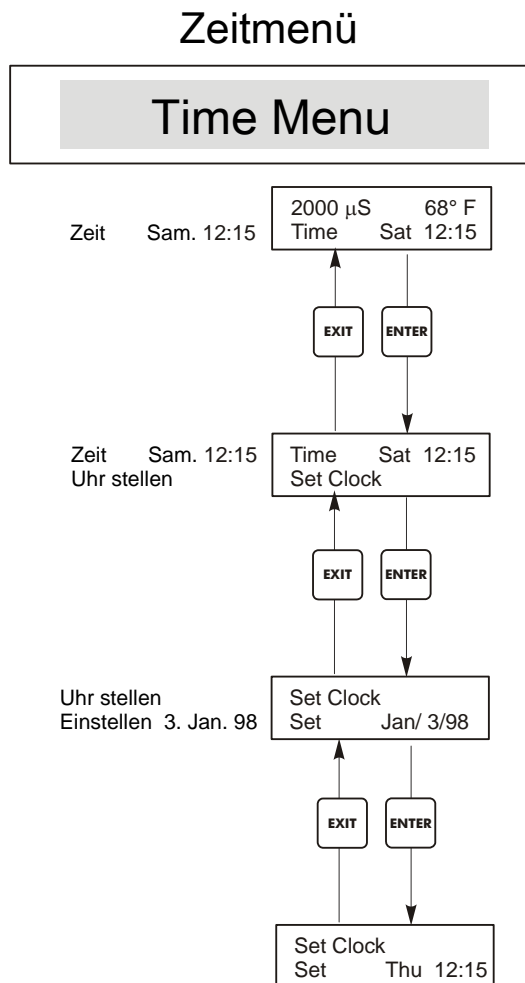 Zeitmenü
Time Menu
2000 µS 68° F
Zeit Sam. 12:15 Time Sat 12:15
EXIT ENTER
Zeit Sam. 12:15 Time Sat 12:15
Uhr stellen Set Clock
EXIT ENTER
Uhr stellen Set Clock
Einstellen 3. Jan. 98 Set Jan/ 3/98
EXIT ENTER
Set Clock
Set Thu 12:15